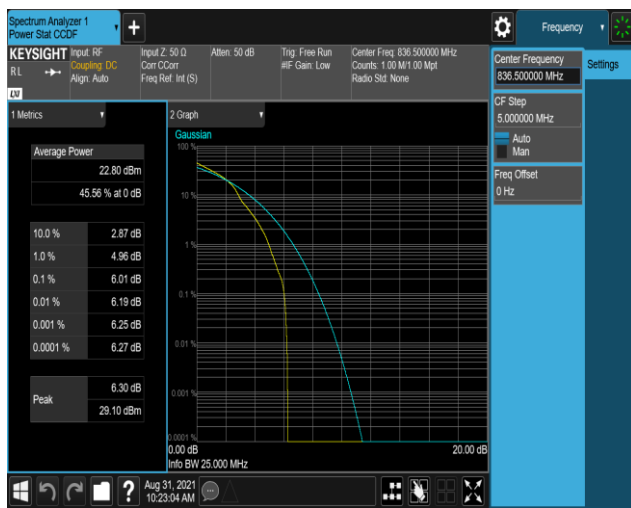 Spectrum Analyzer 1
Power Stat CCDF
+
Frequency
KEYSIGHT
RL
LXI
Input: RF
Coupling: DC
Align: Auto
Input Z: 50 Ω
Corr CCorr
Freq Ref: Int (S)
Atten: 50 dB
Trig: Free Run
#IF Gain: Low
Center Freq: 836.500000 MHz
Counts: 1.00 M/1.00 Mpt
Radio Std: None
Center Frequency
836.500000 MHz
Settings
CF Step
5.000000 MHz
Auto
Man
Freq Offset
0 Hz
1 Metrics
Average Power
22.80 dBm
45.56 % at 0 dB
10.0 % 2.87 dB
1.0 % 4.96 dB
0.1 % 6.01 dB
0.01 % 6.19 dB
0.001 % 6.25 dB
0.0001 % 6.27 dB
Peak
6.30 dB
29.10 dBm
2 Graph
Gaussian
100 %
10 %
1 %
0.1 %
0.01 %
0.001 %
0.0001 %
0.00 dB 20.00 dB
Info BW 25.000 MHz
?
Aug 31, 2021
10:23:04 AM